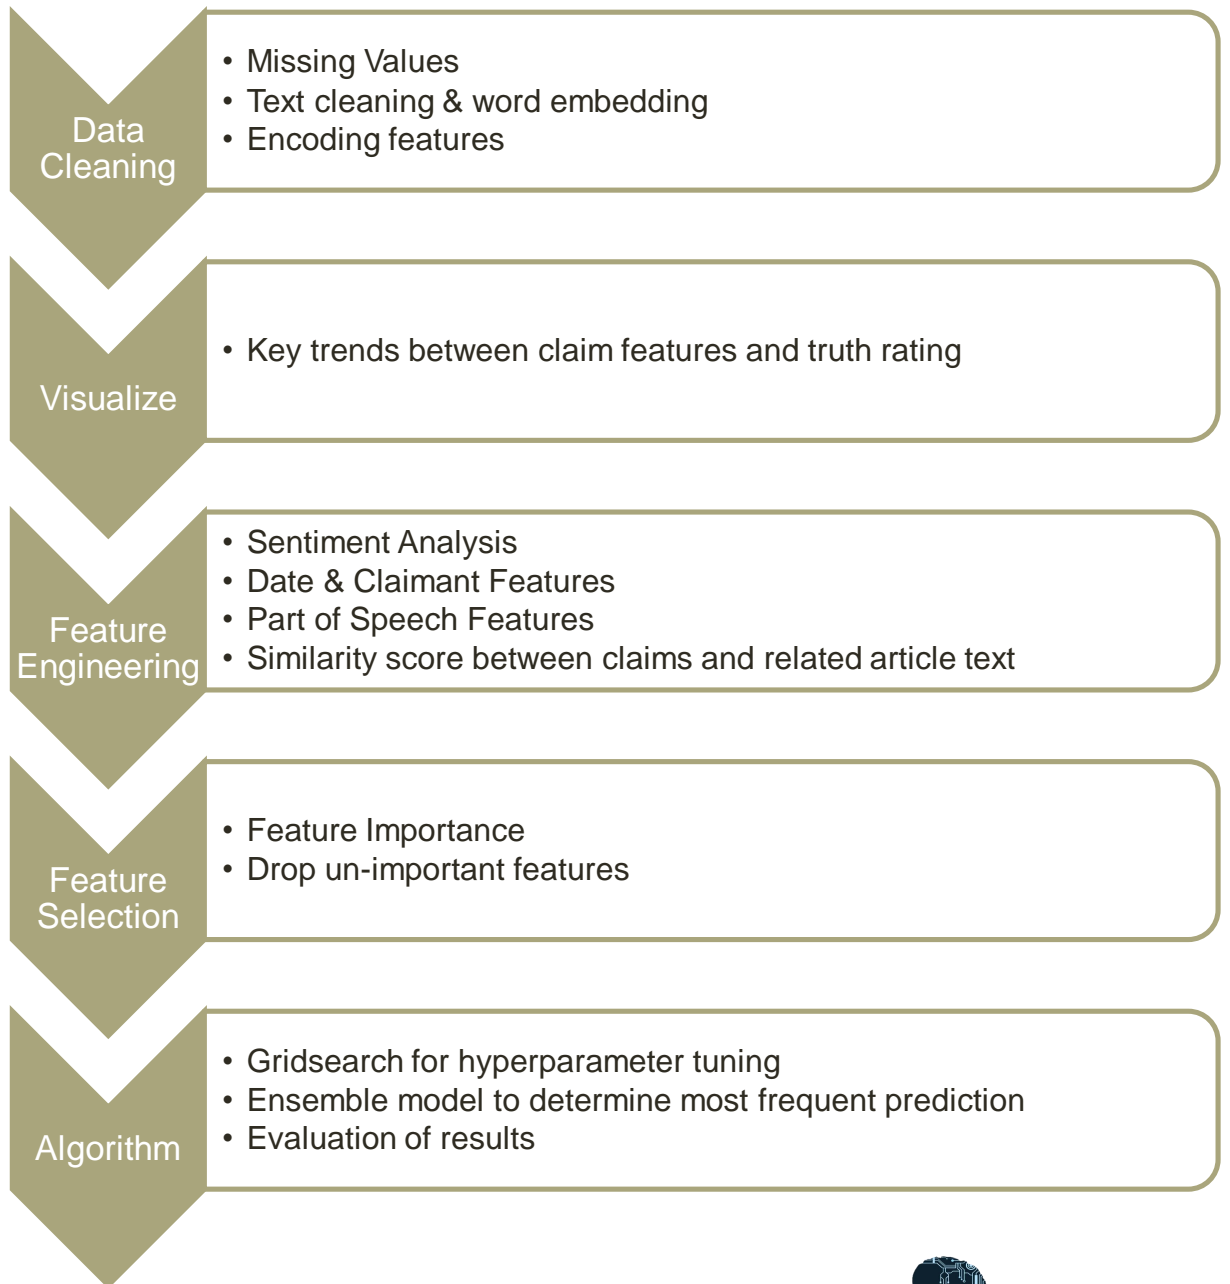 Data
Cleaning
• Missing Values
• Text cleaning & word embedding
• Encoding features
Visualize
• Key trends between claim features and truth rating
Feature
Engineering
• Sentiment Analysis
• Date & Claimant Features
• Part of Speech Features
• Similarity score between claims and related article text
Feature
Selection
• Feature Importance
• Drop un-important features
Algorithm
• Gridsearch for hyperparameter tuning
• Ensemble model to determine most frequent prediction
• Evaluation of results